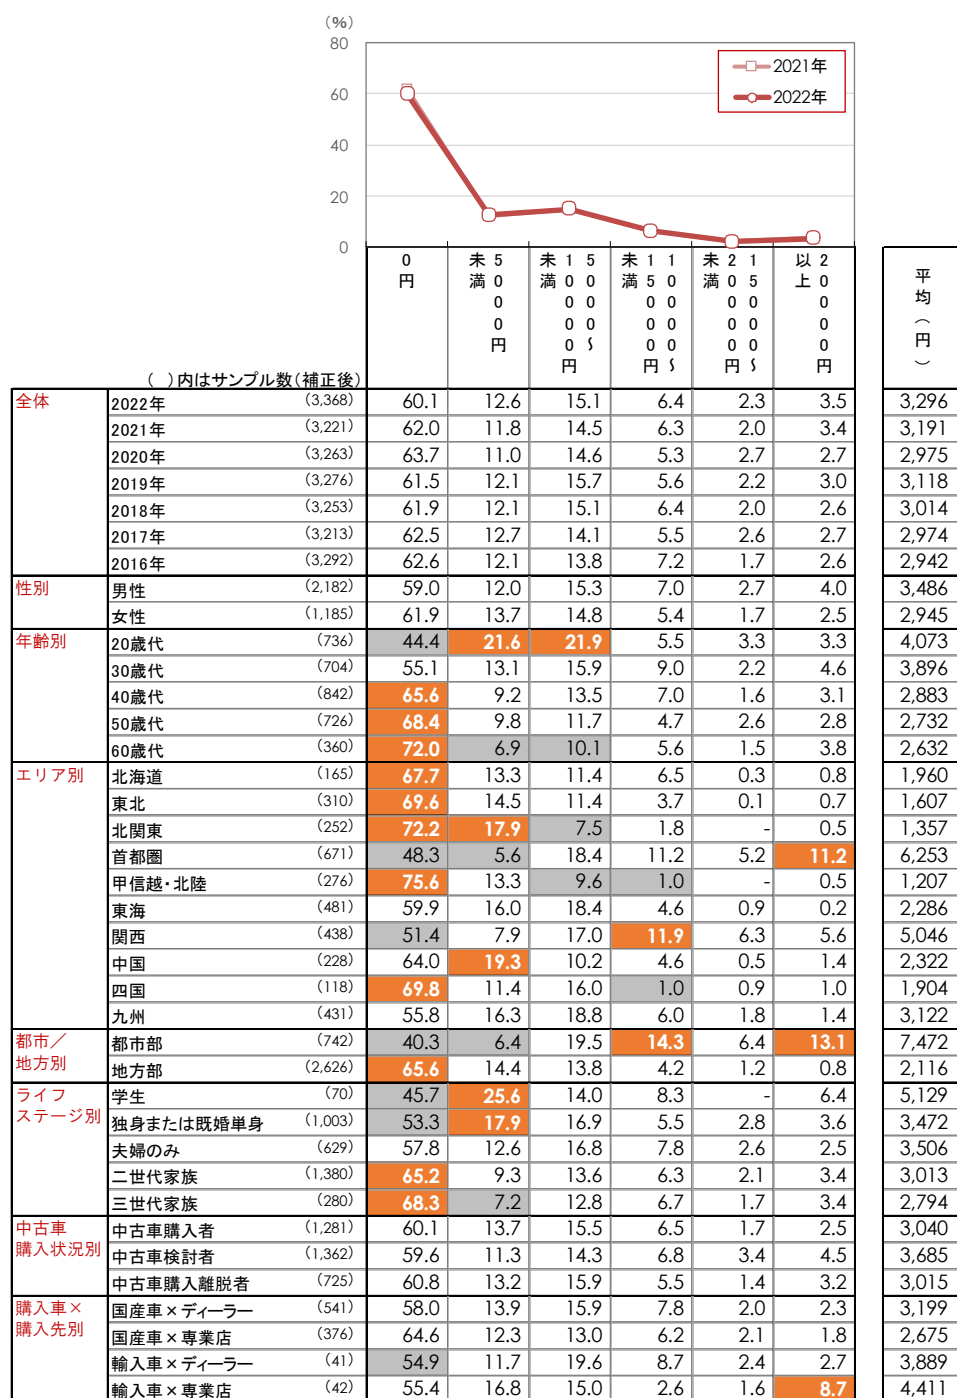 (%)
80
60
40
20
0
2021年
2022年
0円
5000円未満
5000～10000円未満
10000～15000円未満
15000～20000円未満
20000円以上
平均(円)
( )内はサンプル数(補正後)
全体 2022年 (3,368) 60.1 12.6 15.1 6.4 2.3 3.5 3,296
2021年 (3,221) 62.0 11.8 14.5 6.3 2.0 3.4 3,191
2020年 (3,263) 63.7 11.0 14.6 5.3 2.7 2.7 2,975
2019年 (3,276) 61.5 12.1 15.7 5.6 2.2 3.0 3,118
2018年 (3,253) 61.9 12.1 15.1 6.4 2.0 2.6 3,014
2017年 (3,213) 62.5 12.7 14.1 5.5 2.6 2.7 2,974
2016年 (3,292) 62.6 12.1 13.8 7.2 1.7 2.6 2,942
性別 男性 (2,182) 59.0 12.0 15.3 7.0 2.7 4.0 3,486
女性 (1,185) 61.9 13.7 14.8 5.4 1.7 2.5 2,945
年齢別 20歳代 (736) 44.4 21.6 21.9 5.5 3.3 3.3 4,073
30歳代 (704) 55.1 13.1 15.9 9.0 2.2 4.6 3,896
40歳代 (842) 65.6 9.2 13.5 7.0 1.6 3.1 2,883
50歳代 (726) 68.4 9.8 11.7 4.7 2.6 2.8 2,732
60歳代 (360) 72.0 6.9 10.1 5.6 1.5 3.8 2,632
エリア別 北海道 (165) 67.7 13.3 11.4 6.5 0.3 0.8 1,960
東北 (310) 69.6 14.5 11.4 3.7 0.1 0.7 1,607
北関東 (252) 72.2 17.9 7.5 1.8 - 0.5 1,357
首都圏 (671) 48.3 5.6 18.4 11.2 5.2 11.2 6,253
甲信越・北陸 (276) 75.6 13.3 9.6 1.0 - 0.5 1,207
東海 (481) 59.9 16.0 18.4 4.6 0.9 0.2 2,286
関西 (438) 51.4 7.9 17.0 11.9 6.3 5.6 5,046
中国 (228) 64.0 19.3 10.2 4.6 0.5 1.4 2,322
四国 (118) 69.8 11.4 16.0 1.0 0.9 1.0 1,904
九州 (431) 55.8 16.3 18.8 6.0 1.8 1.4 3,122
都市／地方別 都市部 (742) 40.3 6.4 19.5 14.3 6.4 13.1 7,472
地方部 (2,626) 65.6 14.4 13.8 4.2 1.2 0.8 2,116
ライフステージ別 学生 (70) 45.7 25.6 14.0 8.3 - 6.4 5,129
独身または既婚単身 (1,003) 53.3 17.9 16.9 5.5 2.8 3.6 3,472
夫婦のみ (629) 57.8 12.6 16.8 7.8 2.6 2.5 3,506
二世代家族 (1,380) 65.2 9.3 13.6 6.3 2.1 3.4 3,013
三世代家族 (280) 68.3 7.2 12.8 6.7 1.7 3.4 2,794
中古車購入状況別 中古車購入者 (1,281) 60.1 13.7 15.5 6.5 1.7 2.5 3,040
中古車検討者 (1,362) 59.6 11.3 14.3 6.8 3.4 4.5 3,685
中古車購入離脱者 (725) 60.8 13.2 15.9 5.5 1.4 3.2 3,015
購入車×購入先別 国産車×ディーラー (541) 58.0 13.9 15.9 7.8 2.0 2.3 3,199
国産車×専業店 (376) 64.6 12.3 13.0 6.2 2.1 1.8 2,675
輸入車×ディーラー (41) 54.9 11.7 19.6 8.7 2.4 2.7 3,889
輸入車×専業店 (42) 55.4 16.8 15.0 2.6 1.6 8.7 4,411